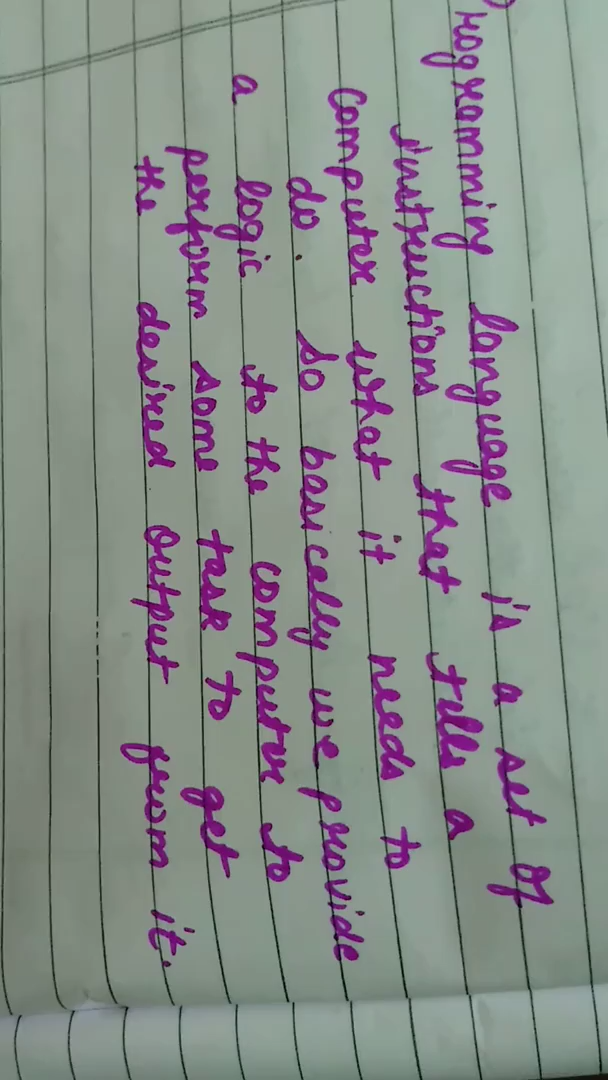 Programming language is a set of
instructions that tells a
computer what it needs to
do. So basically we provide
a logic to the computer to
perform some task to get
the desired output from it.